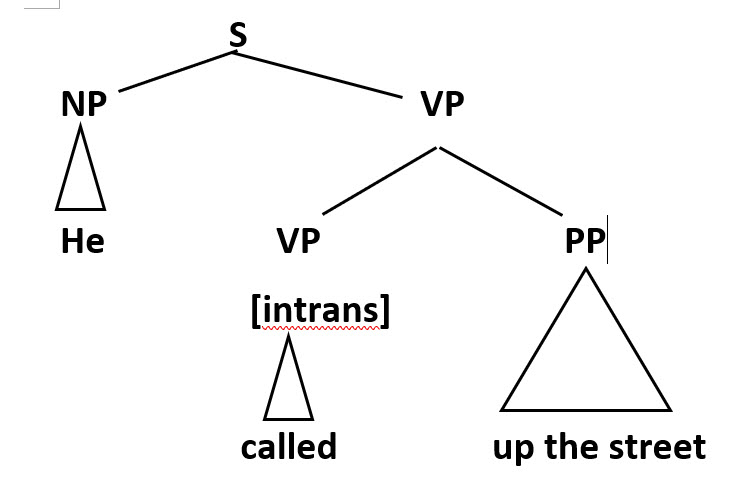 S
NP VP
He VP PP
[intrans]
called up the street